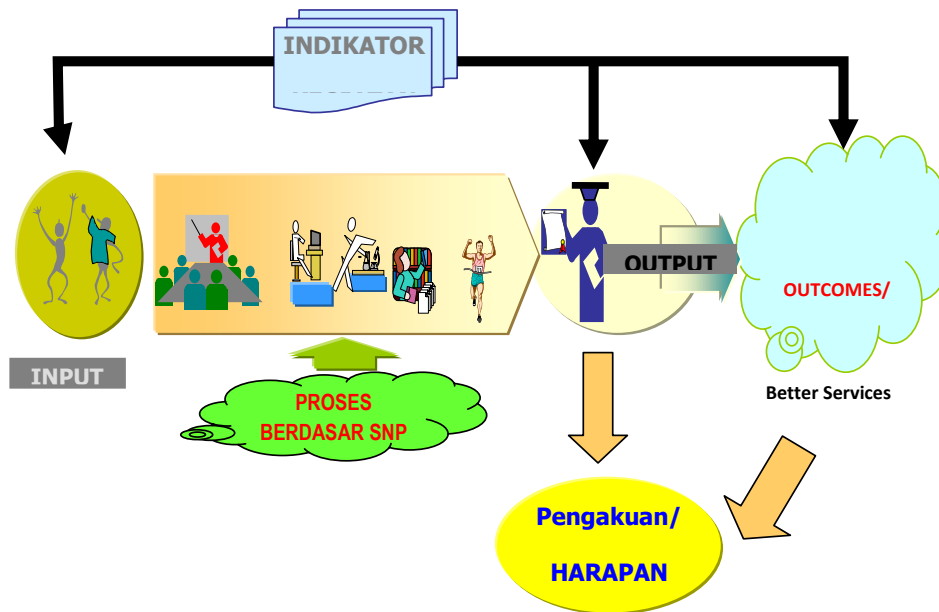 INDIKATOR
INPUT
PROSES
BERDASAR SNP
OUTPUT
OUTCOMES/
Better Services
Pengakuan/
HARAPAN